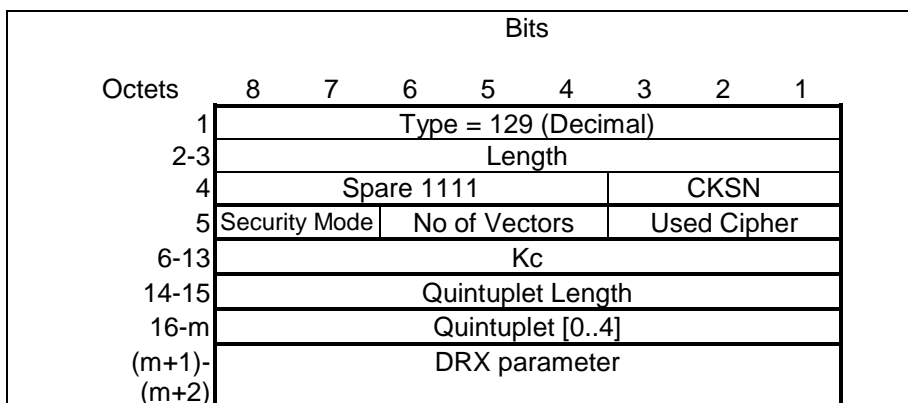 Bits
Octets 8 7 6 5 4 3 2 1
1 Type = 129 (Decimal)
2-3 Length
4 Spare 1111 CKSN
5 Security Mode No of Vectors Used Cipher
6-13 Kc
14-15 Quintuplet Length
16-m Quintuplet [0..4]
(m+1)- DRX parameter
(m+2)